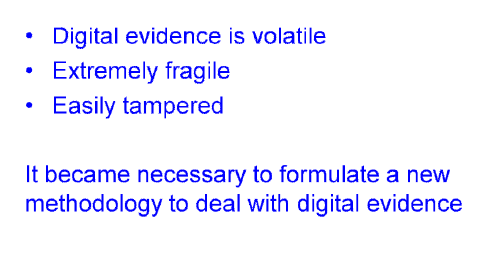 • Digital evidence is volatile
• Extremely fragile
• Easily tampered
It became necessary to formulate a new
methodology to deal with digital evidence